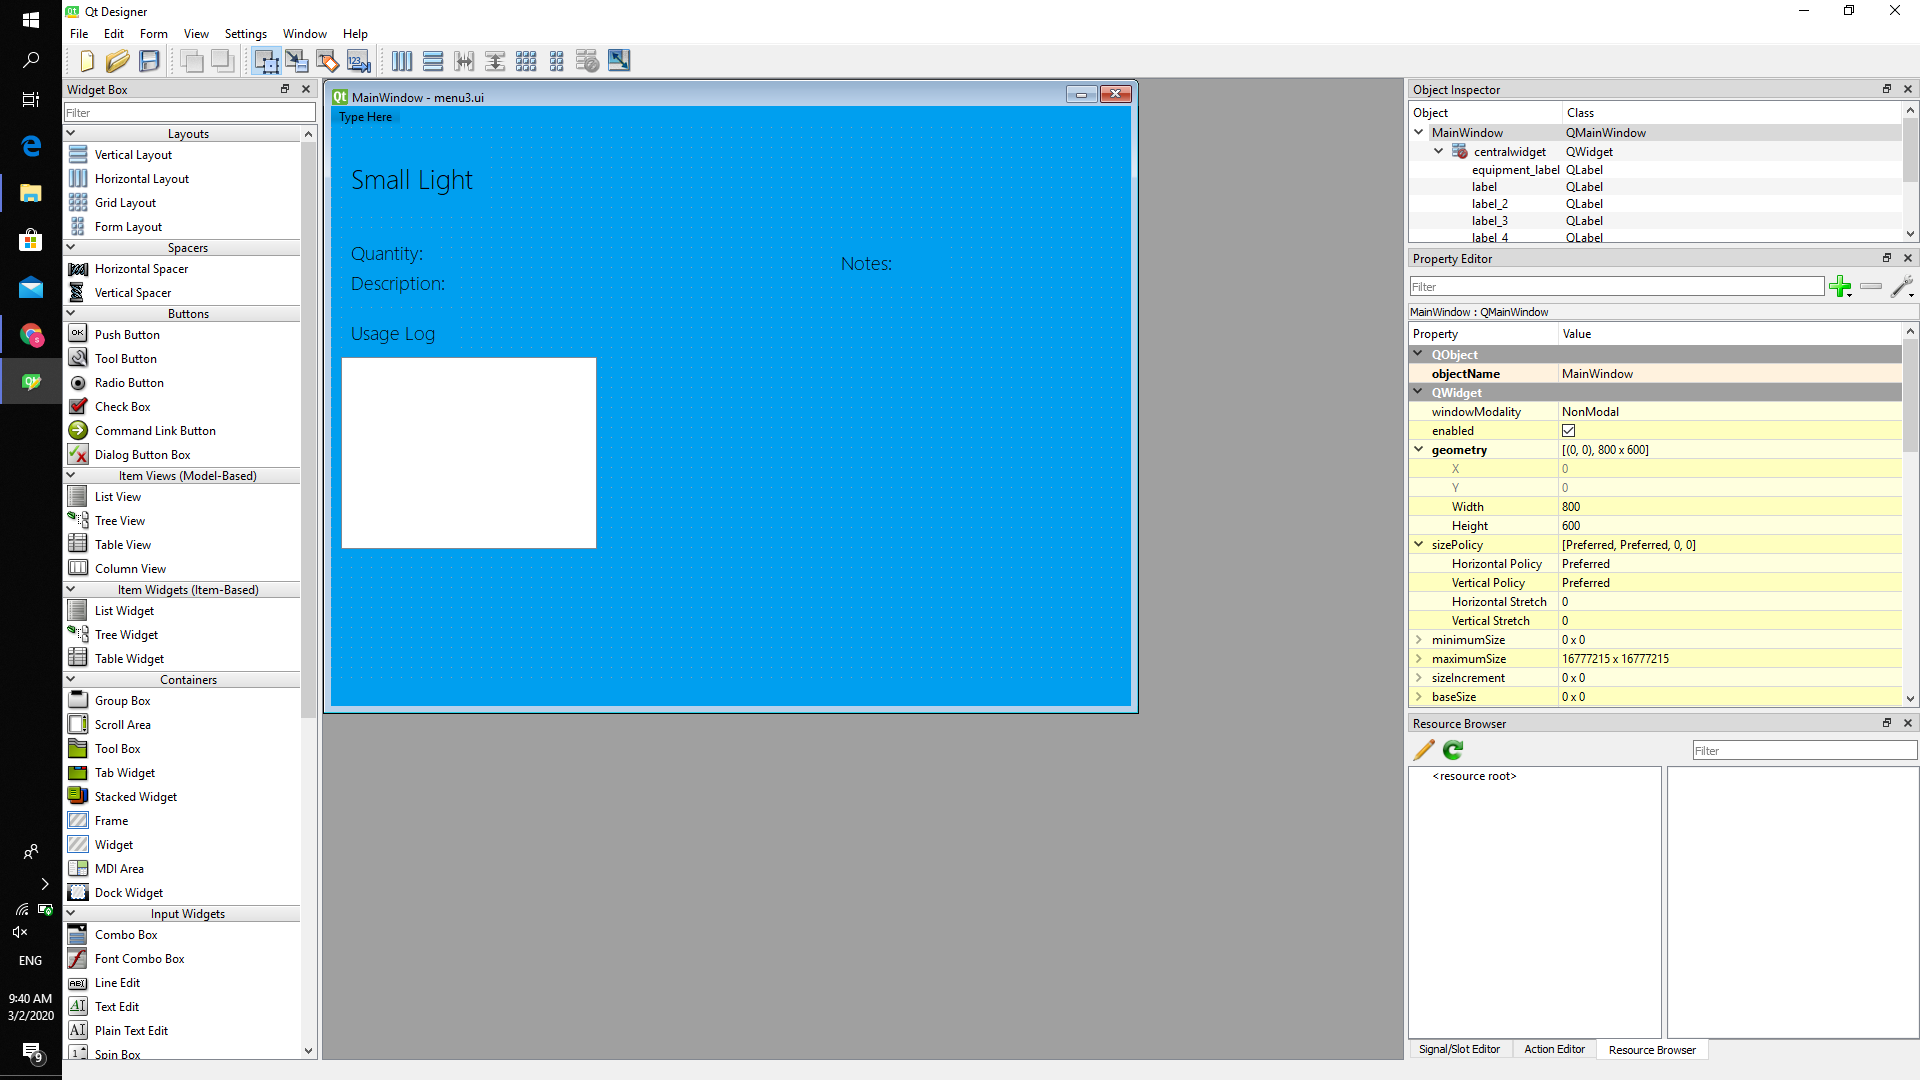 Qt Designer
File Edit Form View Settings Window Help
Widget Box
Filter
Layouts
Vertical Layout
Horizontal Layout
Grid Layout
Form Layout
Spacers
Horizontal Spacer
Vertical Spacer
Buttons
Push Button
Tool Button
Radio Button
Check Box
Command Link Button
Dialog Button Box
Item Views (Model-Based)
List View
Tree View
Table View
Column View
Item Widgets (Item-Based)
List Widget
Tree Widget
Table Widget
Containers
Group Box
Scroll Area
Tool Box
Tab Widget
Stacked Widget
Frame
Widget
MDI Area
Dock Widget
Input Widgets
Combo Box
Font Combo Box
Line Edit
Text Edit
Plain Text Edit
Spin Box
MainWindow - menu3.ui
Type Here
Small Light
Quantity:
Description:
Notes:
Usage Log
Object Inspector
Object Class
MainWindow QMainWindow
centralwidget QWidget
equipment_label QLabel
label QLabel
label_2 QLabel
label_3 QLabel
label_4 QLabel
Property Editor
Filter
MainWindow : QMainWindow
Property Value
QObject
objectName MainWindow
QWidget
windowModality NonModal
enabled
geometry [(0, 0), 800 x 600]
X 0
Y 0
Width 800
Height 600
sizePolicy [Preferred, Preferred, 0, 0]
Horizontal Policy Preferred
Vertical Policy Preferred
Horizontal Stretch 0
Vertical Stretch 0
minimumSize 0 x 0
maximumSize 16777215 x 16777215
sizeIncrement 0 x 0
baseSize 0 x 0
Resource Browser
Filter
<resource root>
Signal/Slot Editor Action Editor Resource Browser
ENG
9:40 AM
3/2/2020
9